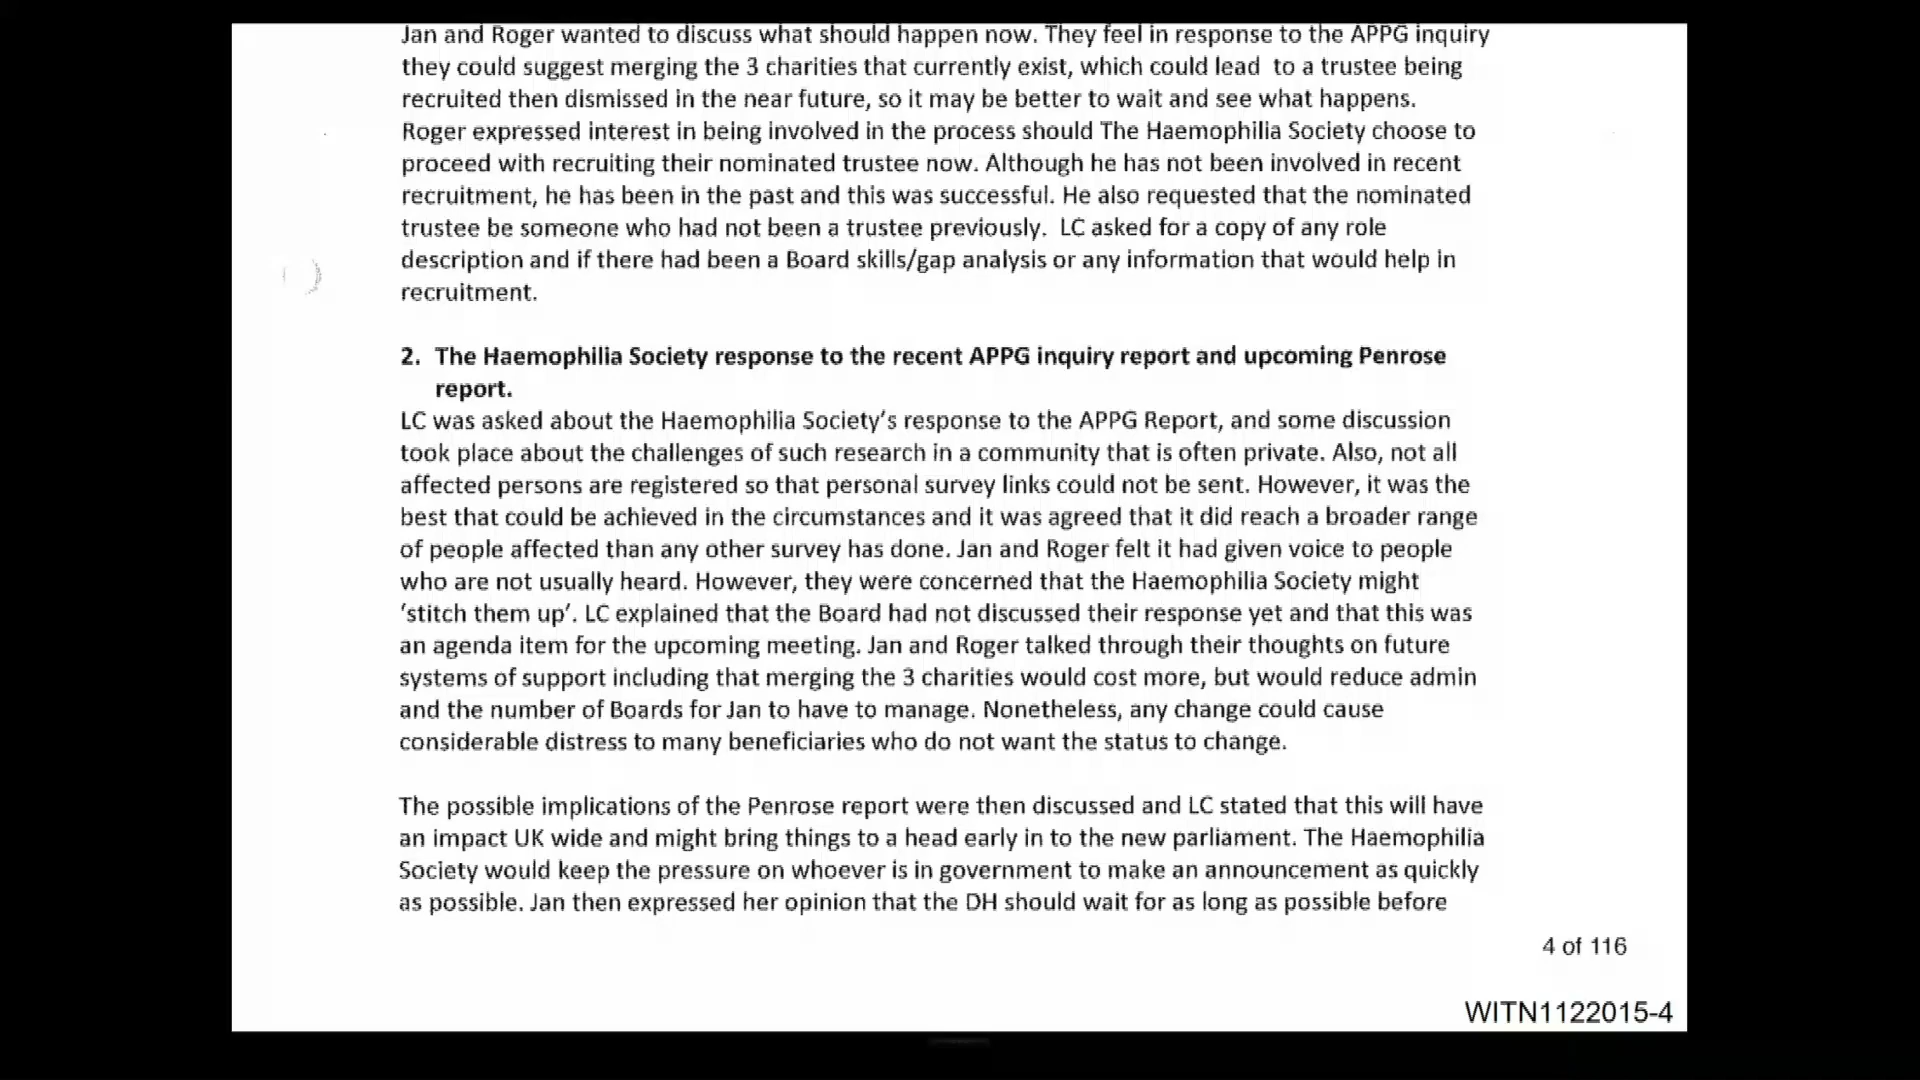 Jan and Roger wanted to discuss what should happen now. They feel in response to the APPG inquiry
they could suggest merging the 3 charities that currently exist, which could lead  to a trustee being
recruited then dismissed in the near future, so it may be better to wait and see what happens.
Roger expressed interest in being involved in the process should The Haemophilia Society choose to
proceed with recruiting their nominated trustee now. Although he has not been involved in recent
recruitment, he has been in the past and this was successful. He also requested that the nominated
trustee be someone who had not been a trustee previously.  LC asked for a copy of any role
description and if there had been a Board skills/gap analysis or any information that would help in
recruitment.
2. The Haemophilia Society response to the recent APPG inquiry report and upcoming Penrose
report.
LC was asked about the Haemophilia Society's response to the APPG Report, and some discussion
took place about the challenges of such research in a community that is often private. Also, not all
affected persons are registered so that personal survey links could not be sent. However, it was the
best that could be achieved in the circumstances and it was agreed that it did reach a broader range
of people affected than any other survey has done. Jan and Roger felt it had given voice to people
who are not usually heard. However, they were concerned that the Haemophilia Society might
'stitch them up'. LC explained that the Board had not discussed their response yet and that this was
an agenda item for the upcoming meeting. Jan and Roger talked through their thoughts on future
systems of support including that merging the 3 charities would cost more, but would reduce admin
and the number of Boards for Jan to have to manage. Nonetheless, any change could cause
considerable distress to many beneficiaries who do not want the status to change.
The possible implications of the Penrose report were then discussed and LC stated that this will have
an impact UK wide and might bring things to a head early in to the new parliament. The Haemophilia
Society would keep the pressure on whoever is in government to make an announcement as quickly
as possible. Jan then expressed her opinion that the DH should wait for as long as possible before
4 of 116
WITN1122015-4